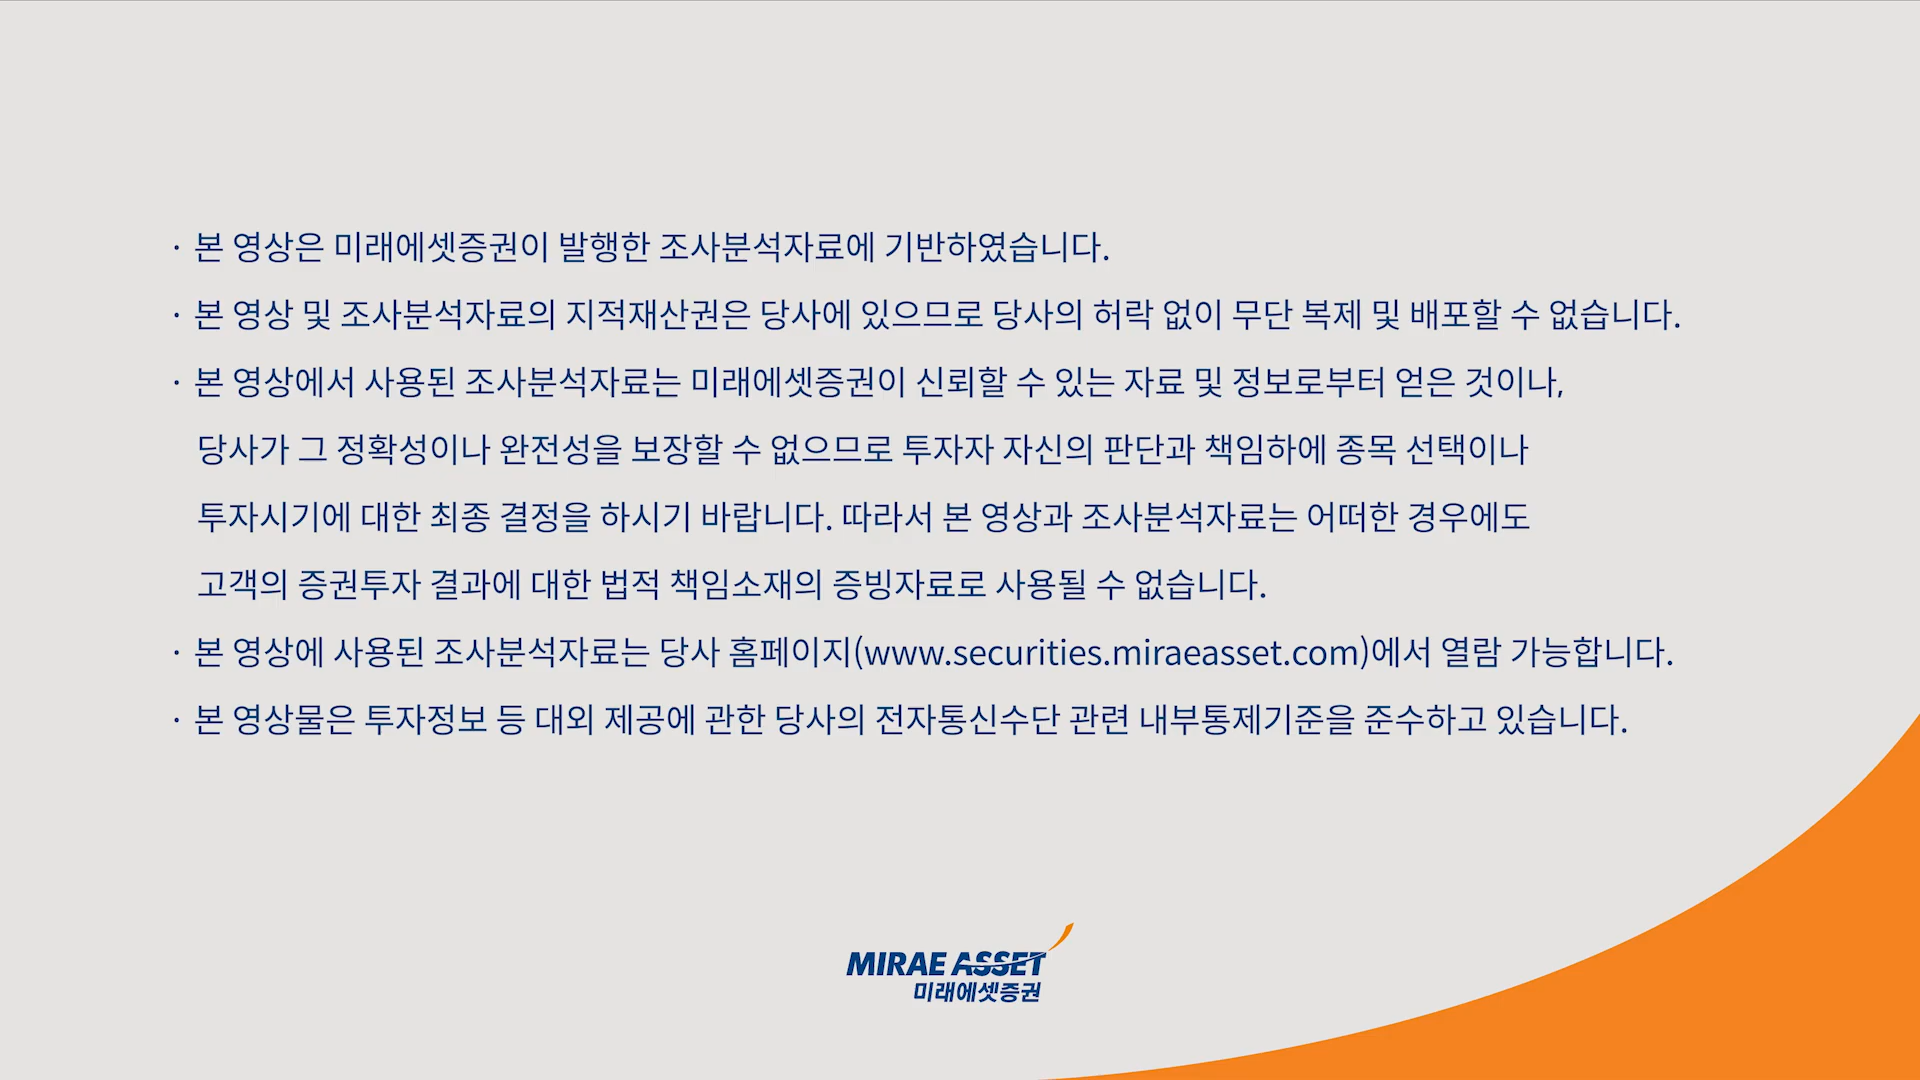 · 본 영상은 미래에셋증권이 발행한 조사분석자료에 기반하였습니다.
· 본 영상 및 조사분석자료의 지적재산권은 당사에 있으므로 당사의 허락 없이 무단 복제 및 배포할 수 없습니다.
· 본 영상에서 사용된 조사분석자료는 미래에셋증권이 신뢰할 수 있는 자료 및 정보로부터 얻은 것이나,
당사가 그 정확성이나 완전성을 보장할 수 없으므로 투자자 자신의 판단과 책임하에 종목 선택이나
투자시기에 대한 최종 결정을 하시기 바랍니다. 따라서 본 영상과 조사분석자료는 어떠한 경우에도
고객의 증권투자 결과에 대한 법적 책임소재의 증빙자료로 사용될 수 없습니다.
· 본 영상에 사용된 조사분석자료는 당사 홈페이지(www.securities.miraeasset.com)에서 열람 가능합니다.
· 본 영상물은 투자정보 등 대외 제공에 관한 당사의 전자통신수단 관련 내부통제기준을 준수하고 있습니다.
MIRAE ASSET
미래에셋증권